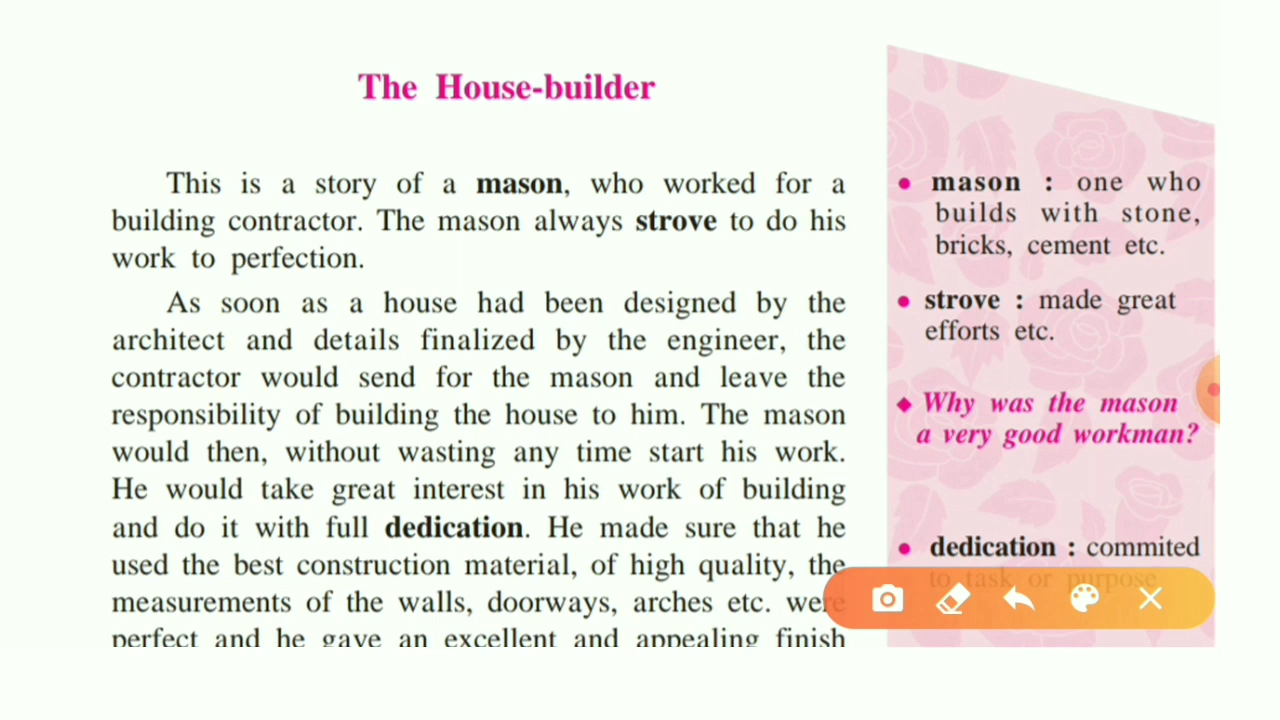 The House-builder
This is a story of a mason, who worked for a
building contractor. The mason always strove to do his
work to perfection.
As soon as a house had been designed by the
architect and details finalized by the engineer, the
contractor would send for the mason and leave the
responsibility of building the house to him. The mason
would then, without wasting any time start his work.
He would take great interest in his work of building
and do it with full dedication. He made sure that he
used the best construction material, of high quality, the
measurements of the walls, doorways, arches etc. were
perfect and he gave an excellent and appealing finish
• mason : one who
builds with stone,
bricks, cement etc.
• strove : made great
efforts etc.
◆ Why was the mason
a very good workman?
• dedication : commited
to task or purpose